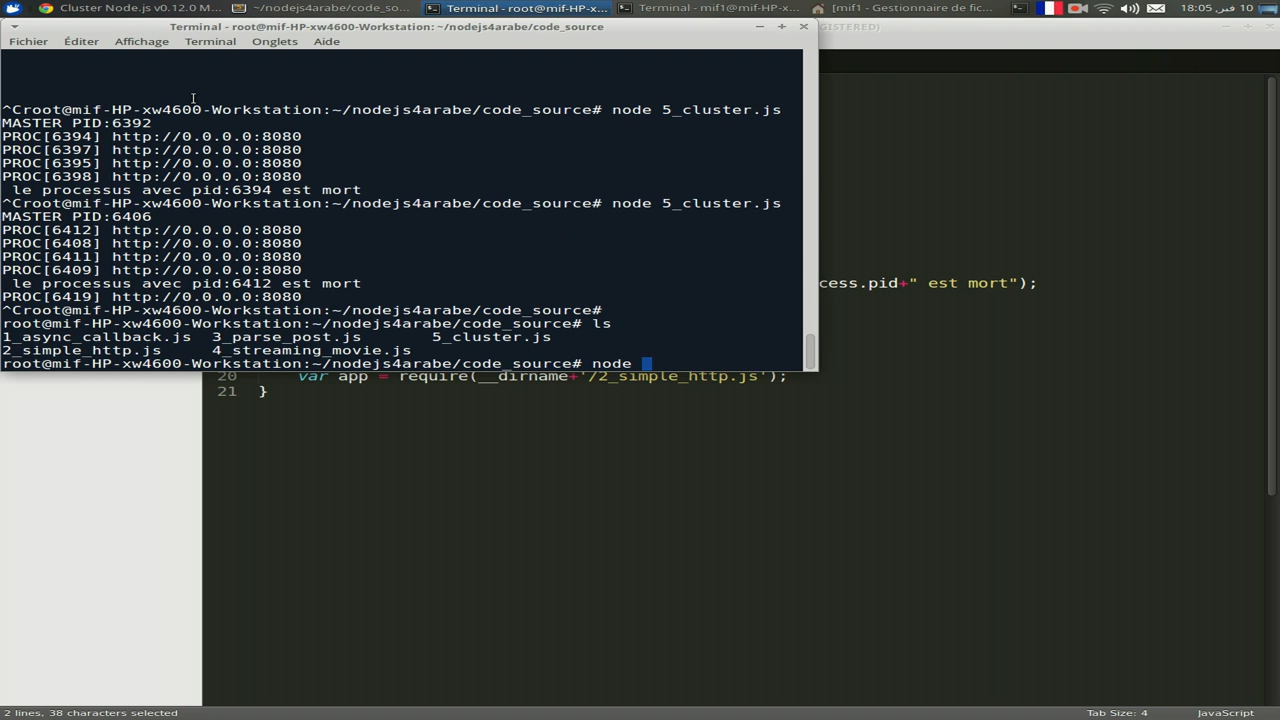 Cluster Node.js v0.12.0 M...
~/nodejs4arabe/code_so...
Terminal - root@mif-HP-x...
Terminal - mif1@mif-HP-x...
[mif1 - Gestionnaire de fic...
18:05 10 فبر,
Terminal - root@mif-HP-xw4600-Workstation: ~/nodejs4arabe/code_source
GISTERED)
Fichier Éditer Affichage Terminal Onglets Aide
^Croot@mif-HP-xw4600-Workstation:~/nodejs4arabe/code_source# node 5_cluster.js
MASTER PID:6392
PROC[6394] http://0.0.0.0:8080
PROC[6397] http://0.0.0.0:8080
PROC[6395] http://0.0.0.0:8080
PROC[6398] http://0.0.0.0:8080
 le processus avec pid:6394 est mort
^Croot@mif-HP-xw4600-Workstation:~/nodejs4arabe/code_source# node 5_cluster.js
MASTER PID:6406
PROC[6412] http://0.0.0.0:8080
PROC[6408] http://0.0.0.0:8080
PROC[6411] http://0.0.0.0:8080
PROC[6409] http://0.0.0.0:8080
 le processus avec pid:6412 est mort
cess.pid+" est mort");
PROC[6419] http://0.0.0.0:8080
^Croot@mif-HP-xw4600-Workstation:~/nodejs4arabe/code_source#
root@mif-HP-xw4600-Workstation:~/nodejs4arabe/code_source# ls
1_async_callback.js 3_parse_post.js 5_cluster.js
2_simple_http.js 4_streaming_movie.js
root@mif-HP-xw4600-Workstation:~/nodejs4arabe/code_source# node
20 var app = require(__dirname+'/2_simple_http.js');
21 }
2 lines, 38 characters selected
Tab Size: 4
JavaScript